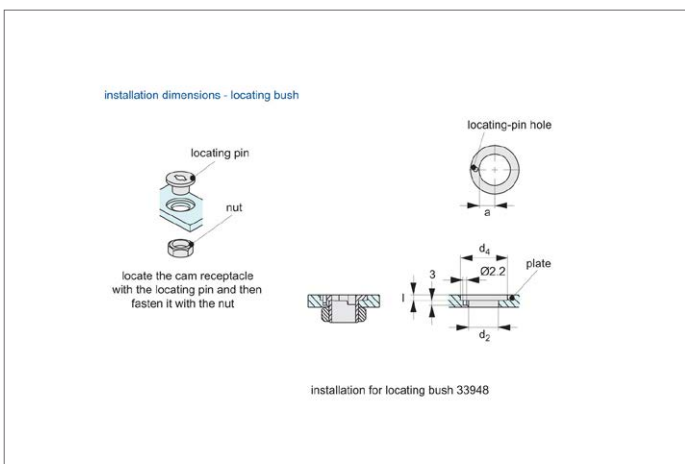 installation dimensions - locating bush
locating pin
nut
locate the cam receptacle
with the locating pin and then
fasten it with the nut
locating-pin hole
a
d4
3
Ø2.2
plate
l
d2
installation for locating bush 33948